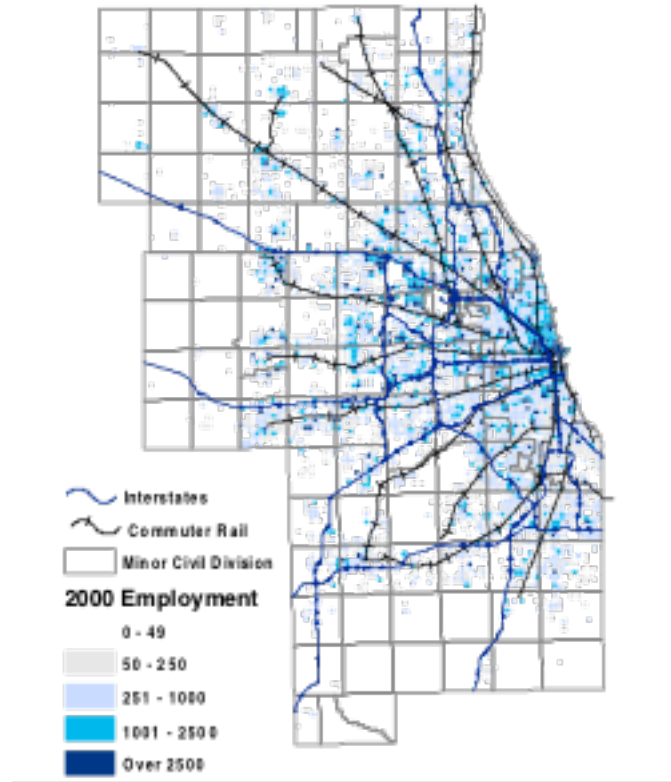 Interstates
Commuter Rail
Minor Civil Division
2000 Employment
0 - 49
50 - 250
251 - 1000
1001 - 2500
Over 2500